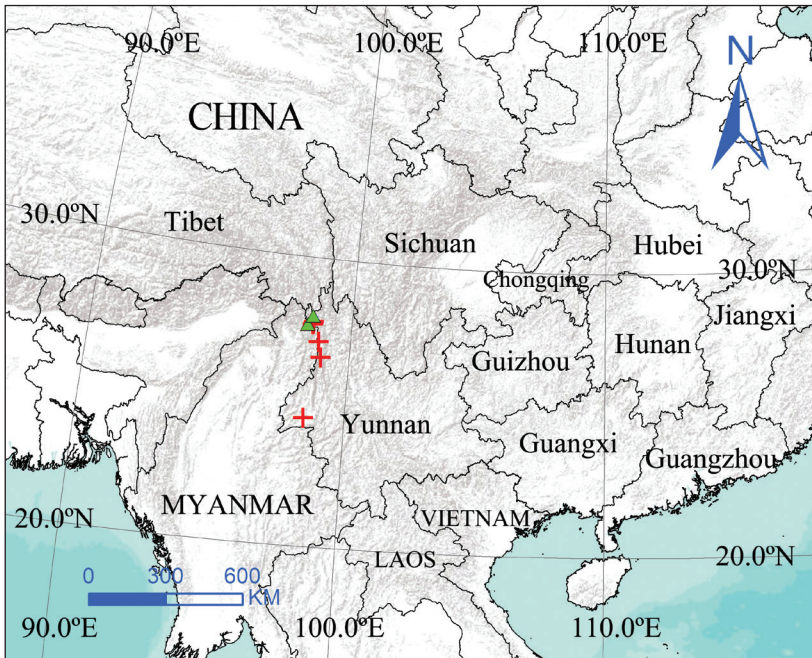 90.0ºE
100.0ºE
110.0ºE
N
CHINA
30.0ºN
Tibet
Sichuan
Hubei
Chongqing
30.0ºN
Jiangxi
Guizhou
Hunan
Yunnan
Guangxi
Guangzhou
MYANMAR
VIETNAM
20.0ºN
LAOS
20.0ºN
0 300 600
KM
90.0ºE
100.0ºE
110.0ºE